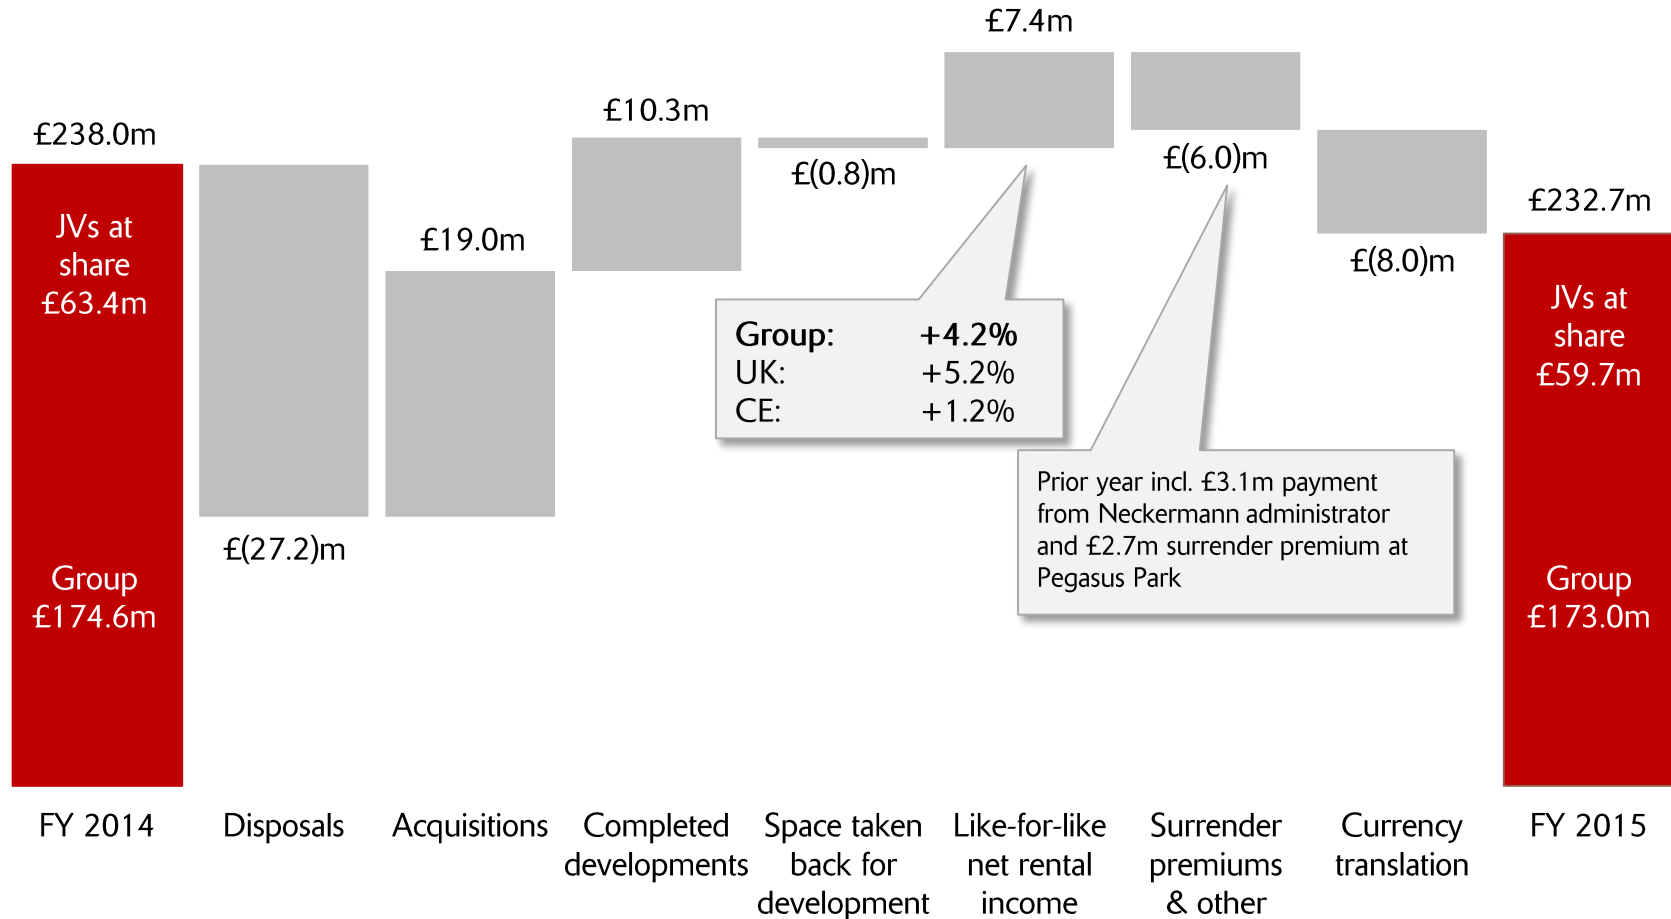 £7.4m
£10.3m
£238.0m
£(6.0)m
£(0.8)m
£232.7m
JVs at
share
£63.4m
£19.0m
£(8.0)m
JVs at
share
£59.7m
Group: +4.2%
UK: +5.2%
CE: +1.2%
Prior year incl. £3.1m payment
from Neckermann administrator
and £2.7m surrender premium at
Pegasus Park
£(27.2)m
Group
£174.6m
Group
£173.0m
FY 2014
Disposals
Acquisitions
Completed
developments
Space taken
back for
development
Like-for-like
net rental
income
Surrender
premiums
& other
Currency
translation
FY 2015